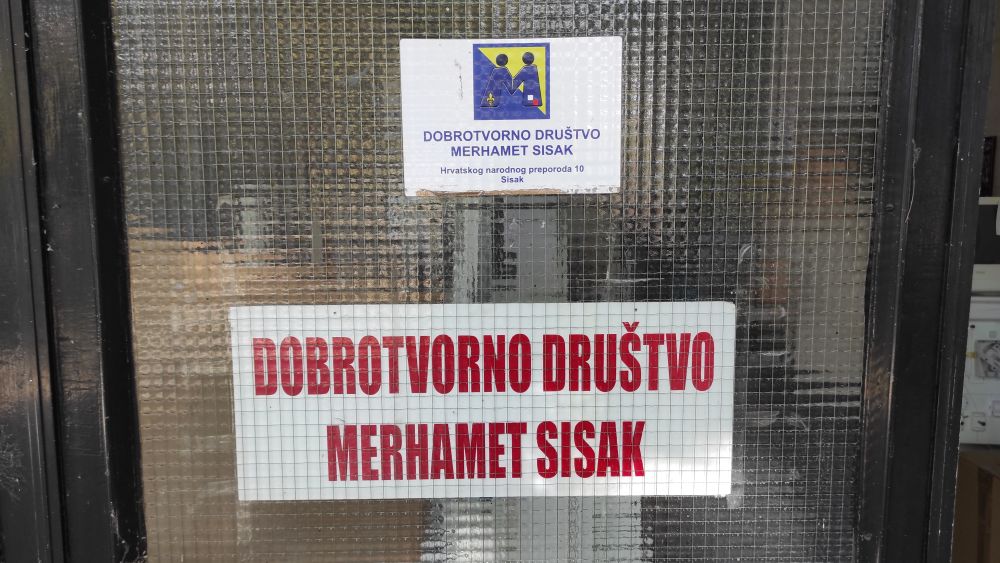 DOBROTVORNO DRUŠTVO
MERHAMET SISAK
Hrvatskog narodnog preporoda 10
Sisak
DOBROTVORNO DRUŠTVO
MERHAMET SISAK